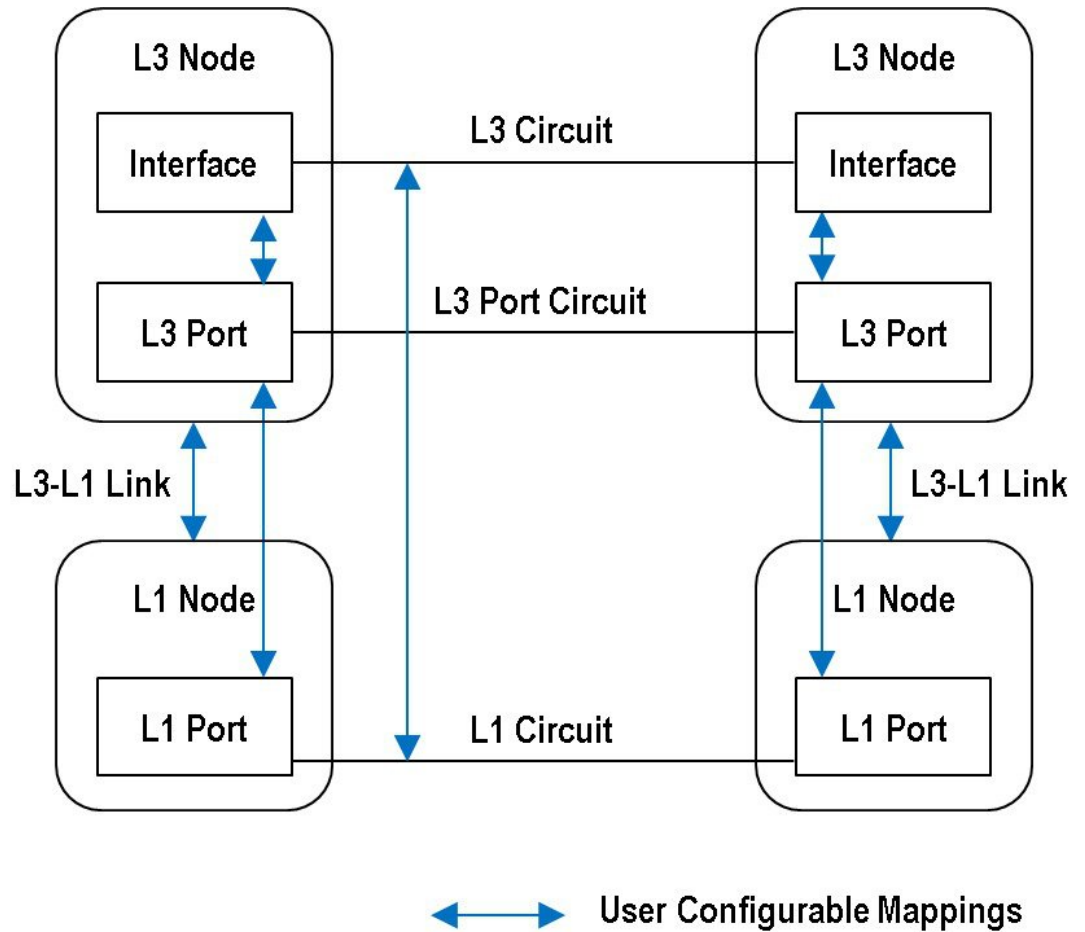 L3 Node
L3 Node
L3 Circuit
Interface
Interface
L3 Port Circuit
L3 Port
L3 Port
L3-L1 Link
L3-L1 Link
L1 Node
L1 Node
L1 Port
L1 Circuit
L1 Port
User Configurable Mappings